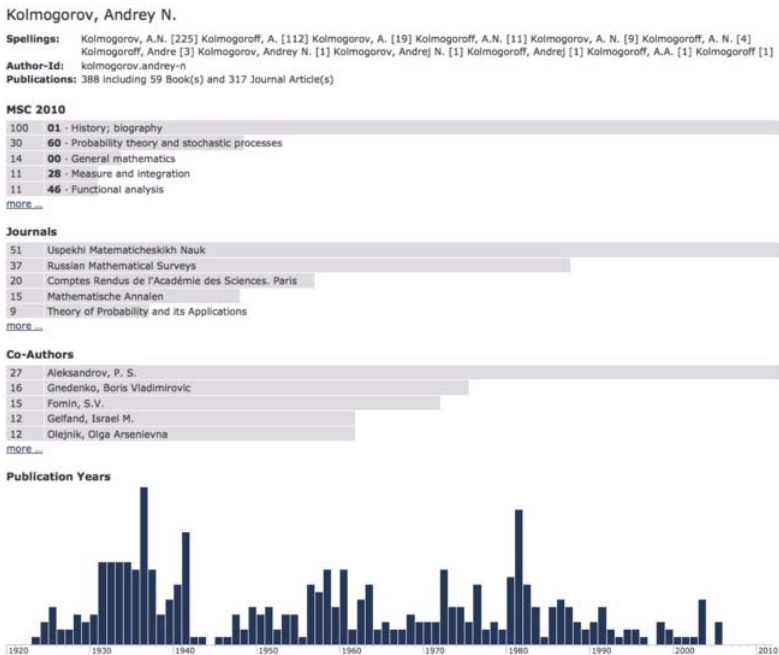 Kolmogorov, Andrey N.
Spellings: Kolmogorov, A.N. [225] Kolmogoroff, A. [112] Kolmogorov, A. [19] Kolmogoroff, A.N. [11] Kolmogorov, A. N. [9] Kolmogoroff, A. N. [4]
Kolmogoroff, Andre [3] Kolmogorov, Andrey N. [1] Kolmogorov, Andrej N. [1] Kolmogoroff, Andrej [1] Kolmogoroff, A.A. [1] Kolmogoroff [1]
Author-Id: kolmogorov.andrey-n
Publications: 388 including 59 Book(s) and 317 Journal Article(s)
MSC 2010
100 01 · History; biography
30 60 · Probability theory and stochastic processes
14 00 · General mathematics
11 28 · Measure and integration
11 46 · Functional analysis
more ...
Journals
51 Uspekhi Matematicheskikh Nauk
37 Russian Mathematical Surveys
20 Comptes Rendus de l'Académie des Sciences. Paris
15 Mathematische Annalen
9 Theory of Probability and its Applications
more ...
Co-Authors
27 Aleksandrov, P. S.
16 Gnedenko, Boris Vladimirovic
15 Fomin, S.V.
12 Gelfand, Israel M.
12 Olejnik, Olga Arsenievna
more ...
Publication Years
1920 1930 1940 1950 1960 1970 1980 1990 2000 2010